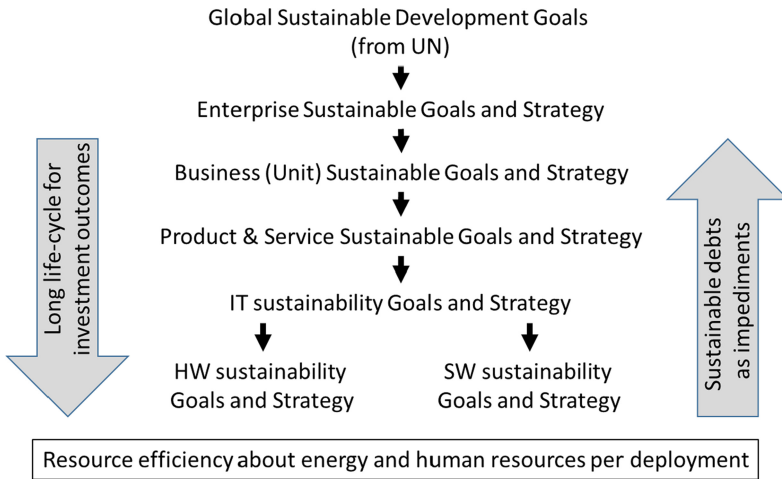 Global Sustainable Development Goals
(from UN)
Enterprise Sustainable Goals and Strategy
Business (Unit) Sustainable Goals and Strategy
Product & Service Sustainable Goals and Strategy
IT sustainability Goals and Strategy
HW sustainability
Goals and Strategy
SW sustainability
Goals and Strategy
Long life-cycle for
investment outcomes
Sustainable debts
as impediments
Resource efficiency about energy and human resources per deployment